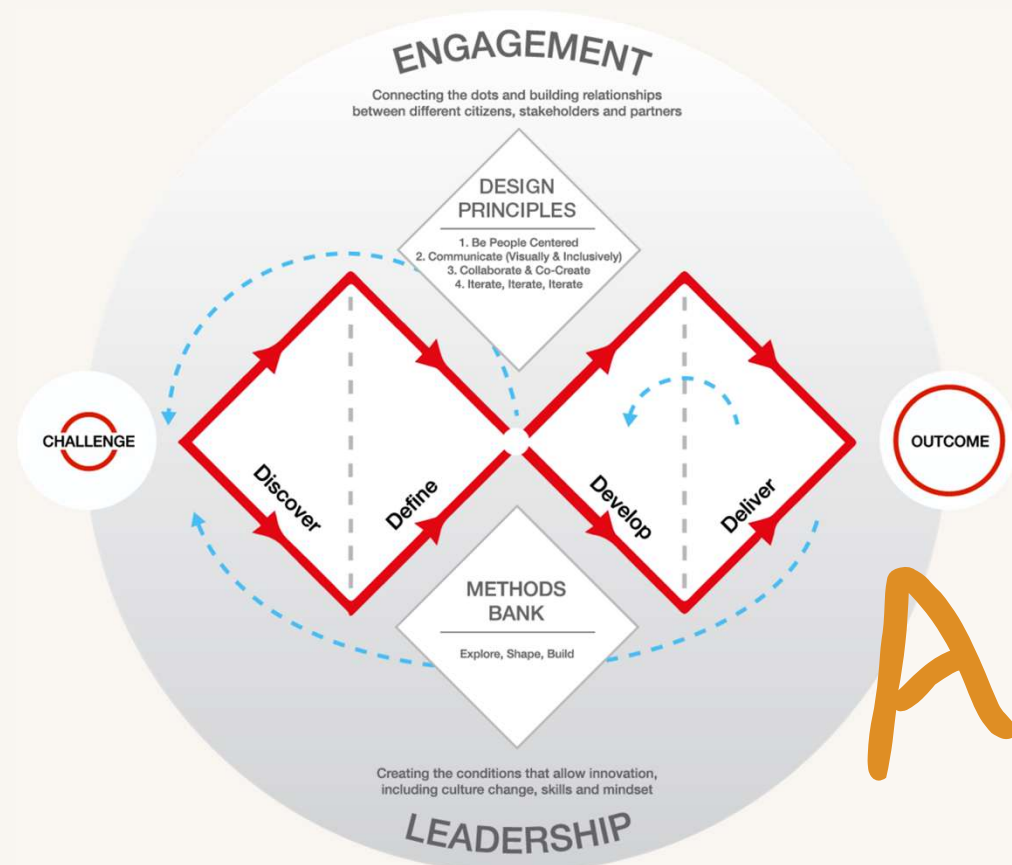 ENGAGEMENT
Connecting the dots and building relationships
between different citizens, stakeholders and partners
DESIGN
PRINCIPLES
1. Be People Centered
2. Communicate (Visually & Inclusively)
3. Collaborate & Co-Create
4. Iterate, Iterate, Iterate
CHALLENGE
Discover
Define
Develop
Deliver
OUTCOME
METHODS
BANK
Explore, Shape, Build
A
Creating the conditions that allow innovation,
including culture change, skills and mindset
LEADERSHIP